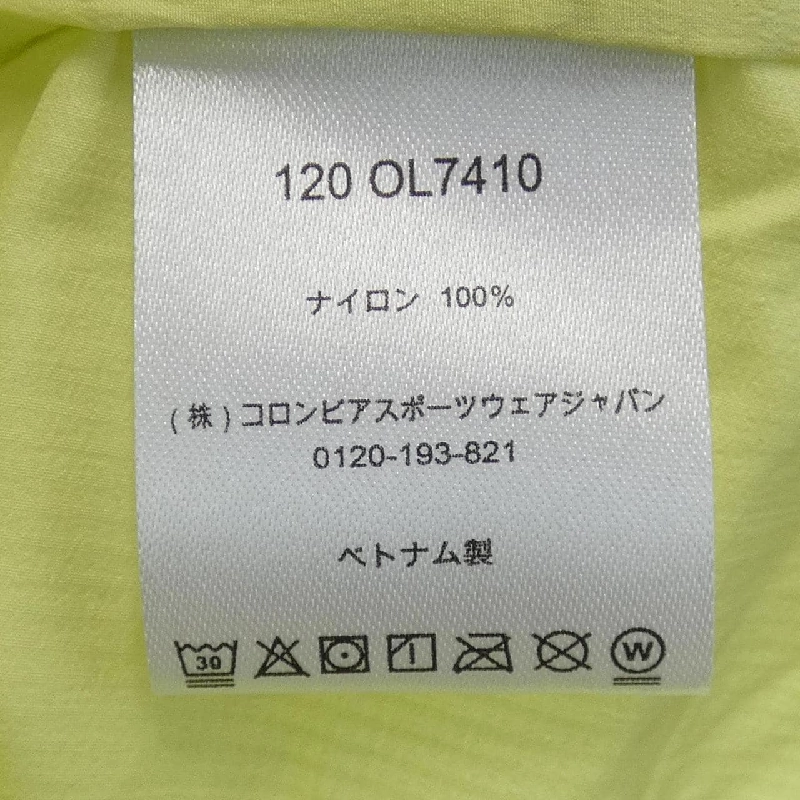 120 OL7410
ナイロン 100%
(株)コロンビアスポーツウェアジャパン
0120-193-821
ベトナム製
30 W